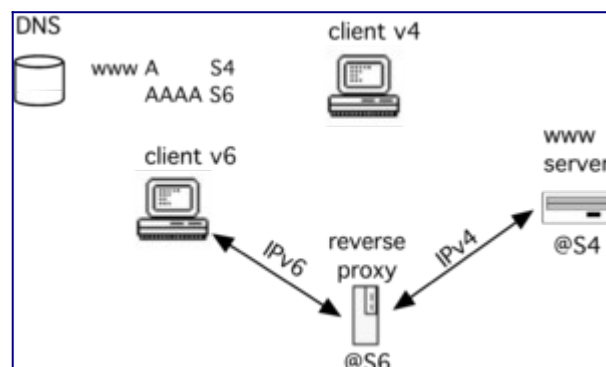 DNS
www A S4
AAAA S6
client v4
client v6
www
server
@S4
IPv6
reverse
proxy
IPv4
@S6